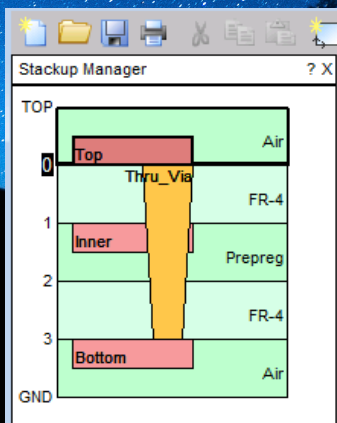 Stackup Manager ? X
TOP
Air
0 Top
Thru_Via
FR-4
1
Inner
Prepreg
2
FR-4
3
Bottom
Air
GND